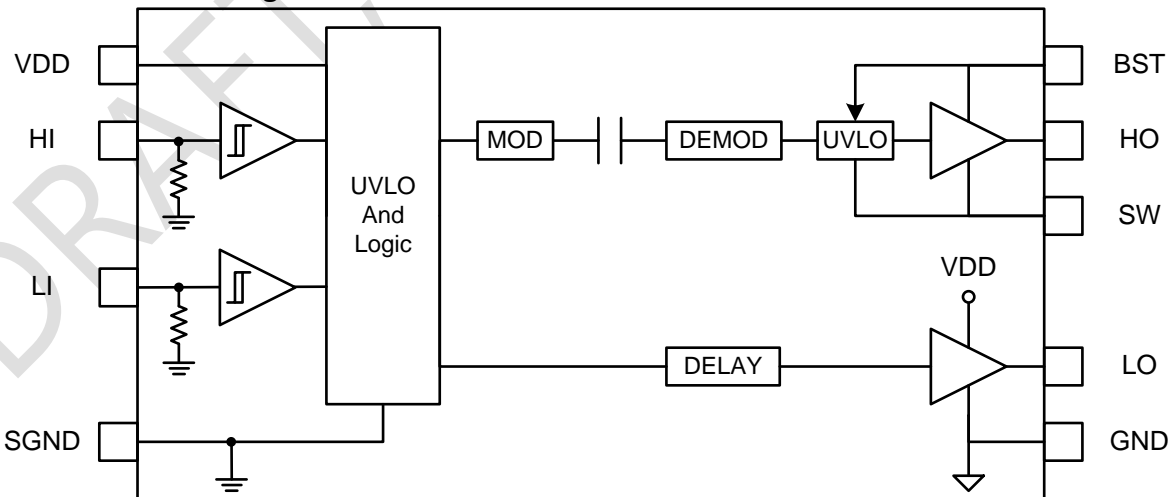 DRAFT
VDD
HI
LI
SGND
UVLO
And
Logic
MOD
DEMOD
UVLO
BST
HO
SW
VDD
DELAY
LO
GND